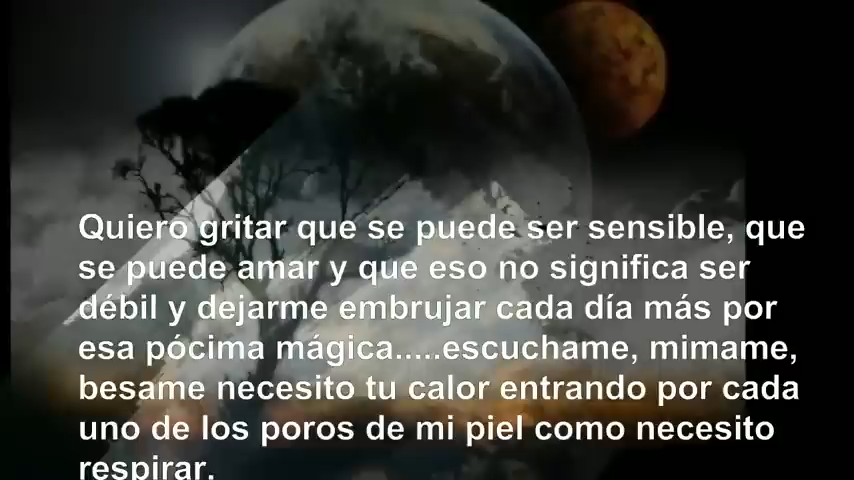 Quiero gritar que se puede ser sensible, que
se puede amar y que eso no significa ser
débil y dejarme embrujar cada día más por
esa pócima mágica.....escuchame, mimame,
besame necesito tu calor entrando por cada
uno de los poros de mi piel como necesito
respirar.